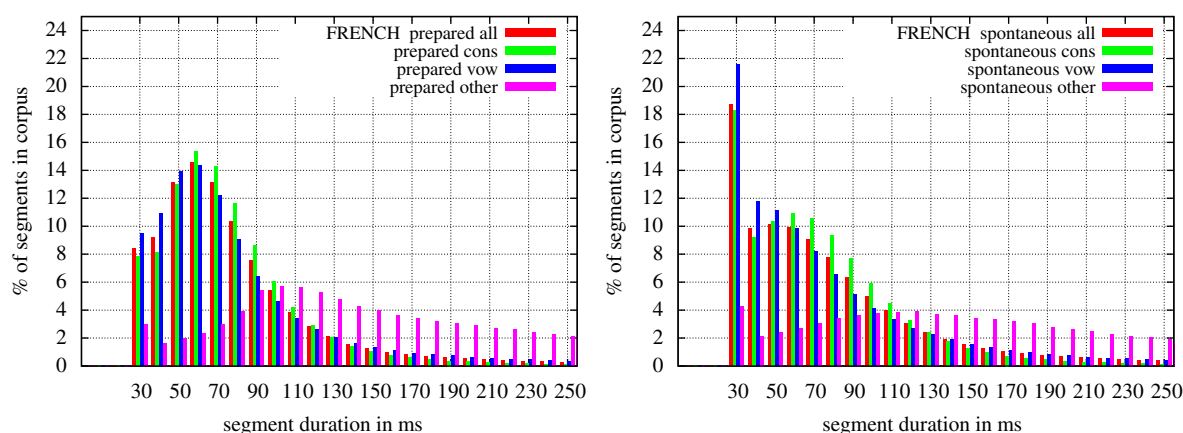 24
22
20
18
16
14
12
10
8
6
4
2
0
% of segments in corpus
FRENCH prepared all
prepared cons
prepared vow
prepared other
30 50 70 90 110 130 150 170 190 210 230 250
segment duration in ms
24
22
20
18
16
14
12
10
8
6
4
2
0
% of segments in corpus
FRENCH spontaneous all
spontaneous cons
spontaneous vow
spontaneous other
30 50 70 90 110 130 150 170 190 210 230 250
segment duration in ms